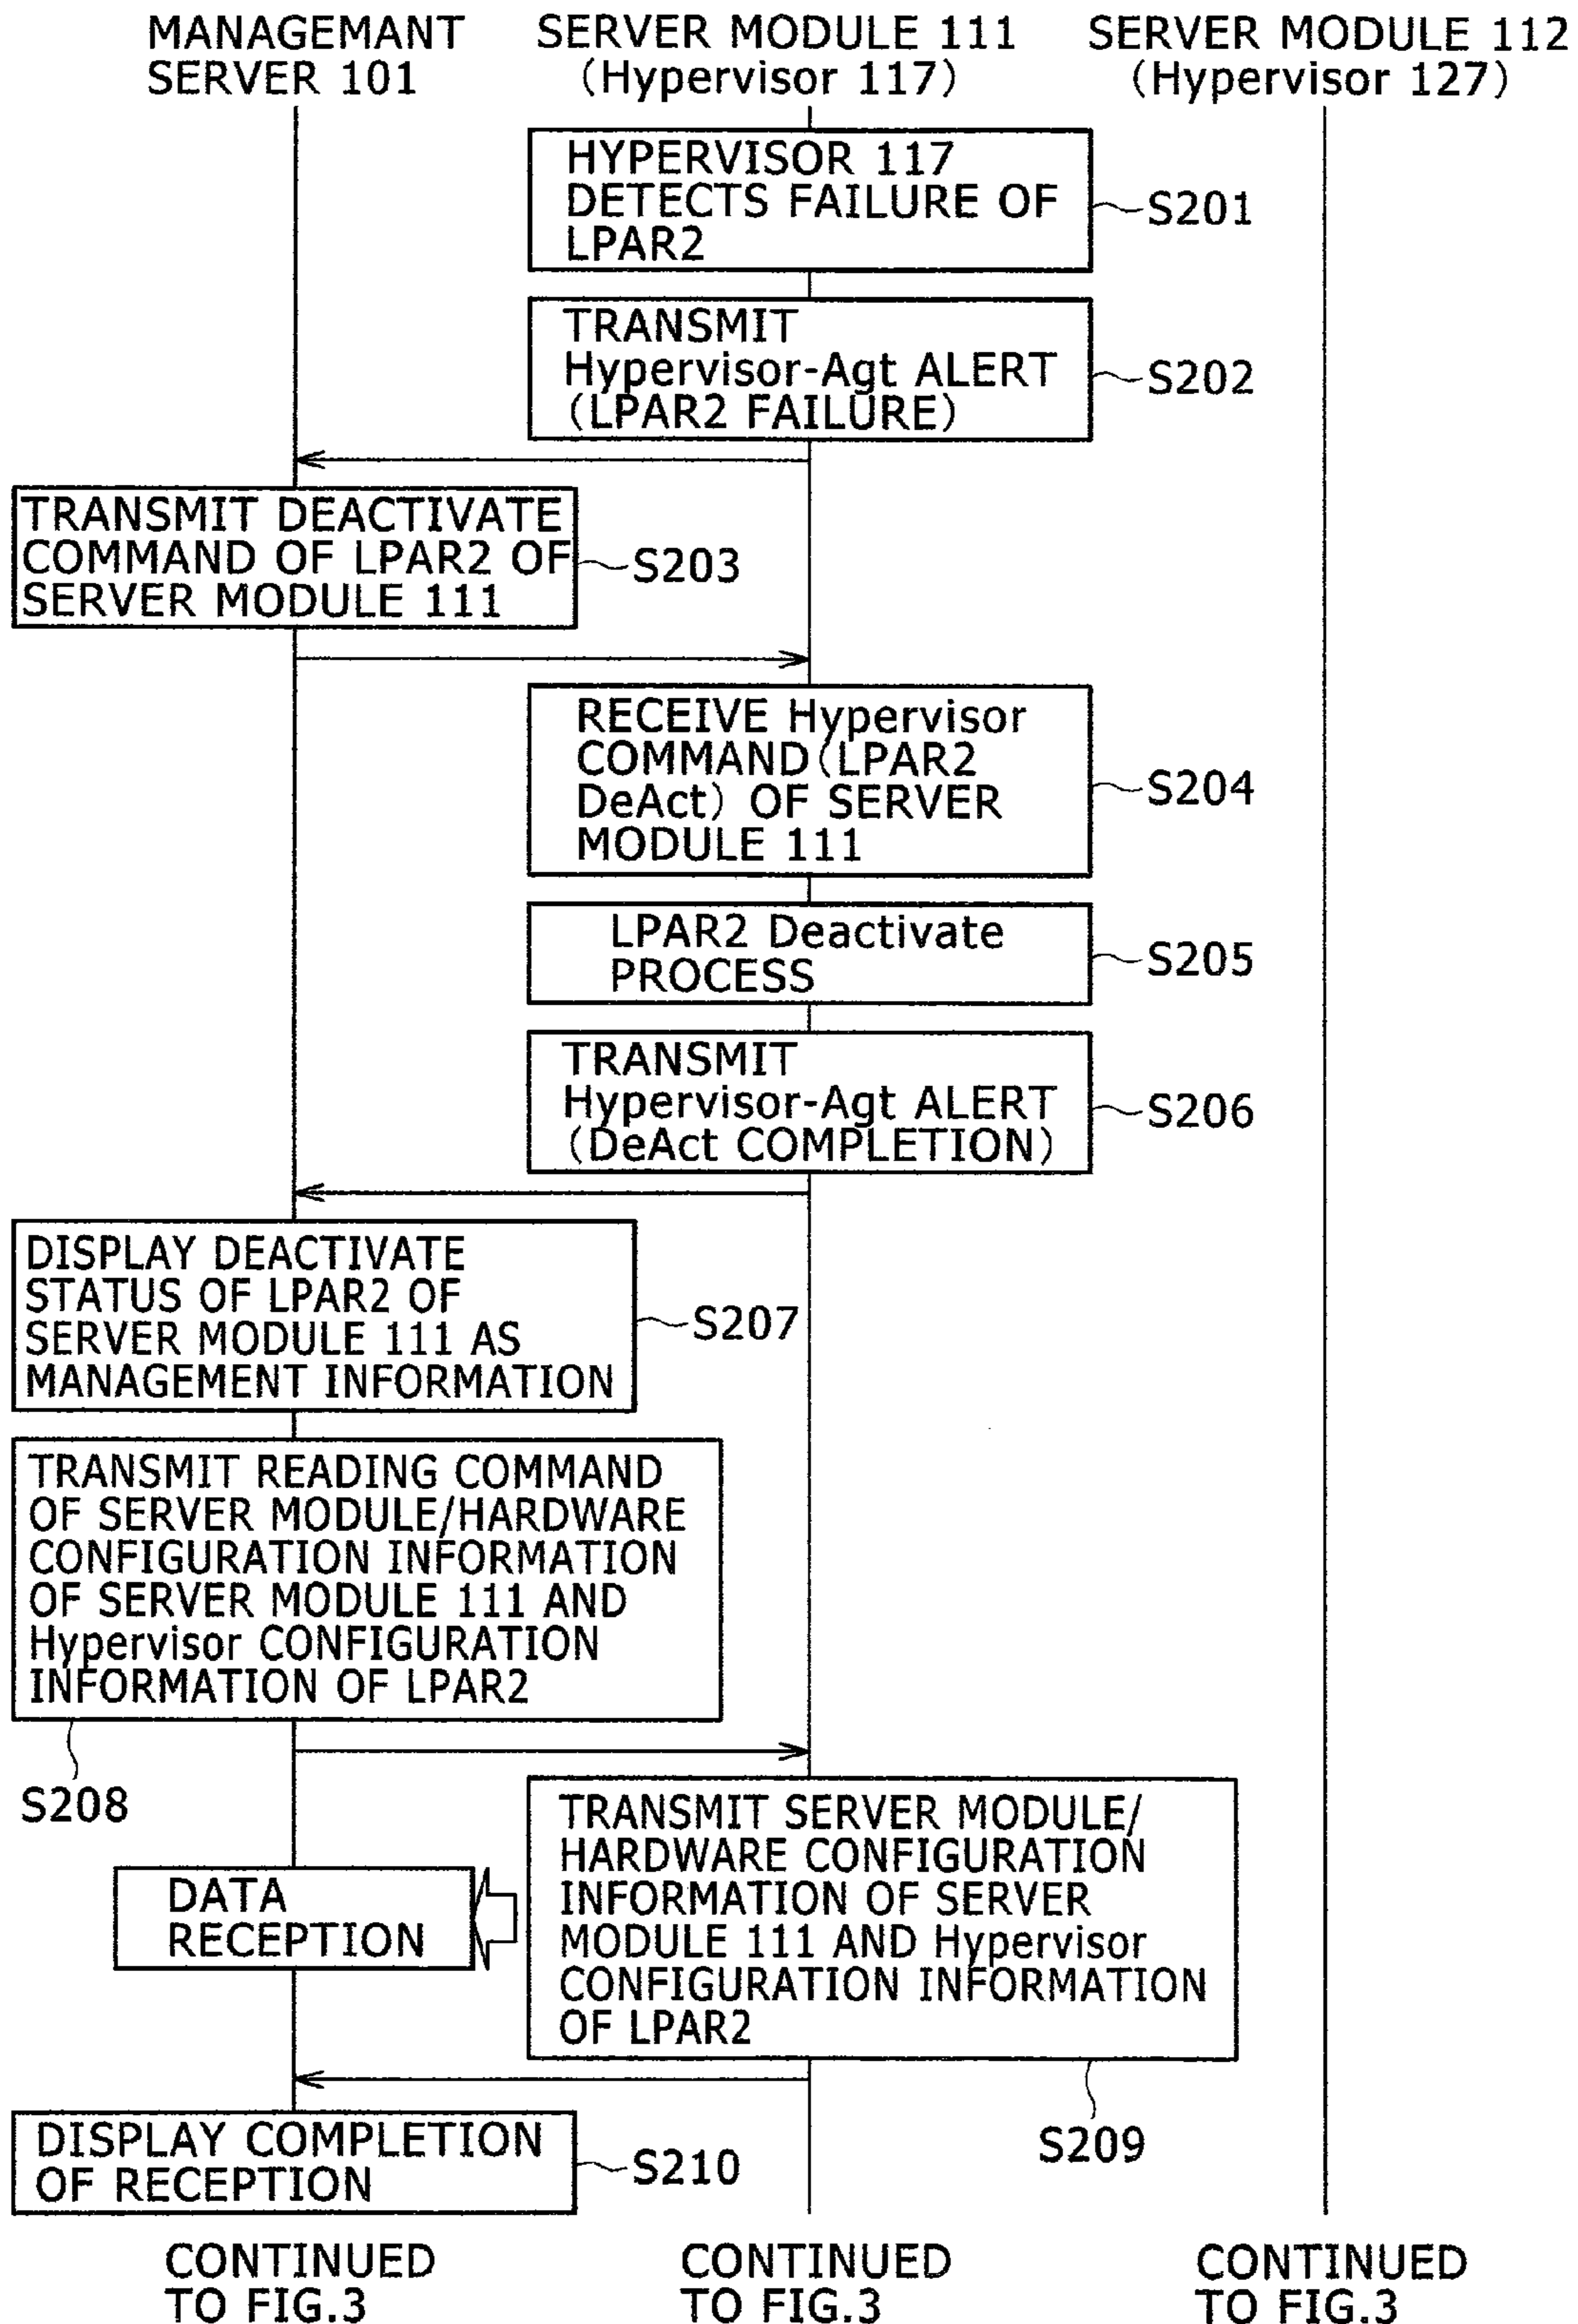 MANAGEMANT
SERVER 101
SERVER MODULE 111
(Hypervisor 117)
SERVER MODULE 112
(Hypervisor 127)
HYPERVISOR 117
DETECTS FAILURE OF
LPAR2
S201
TRANSMIT
Hypervisor-Agt ALERT
(LPAR2 FAILURE)
S202
TRANSMIT DEACTIVATE
COMMAND OF LPAR2 OF
SERVER MODULE 111
S203
RECEIVE Hypervisor
COMMAND(LPAR2
DeAct) OF SERVER
MODULE 111
S204
LPAR2 Deactivate
PROCESS
S205
TRANSMIT
Hypervisor-Agt ALERT
(DeAct COMPLETION)
S206
DISPLAY DEACTIVATE
STATUS OF LPAR2 OF
SERVER MODULE 111 AS
MANAGEMENT INFORMATION
S207
TRANSMIT READING COMMAND
OF SERVER MODULE/HARDWARE
CONFIGURATION INFORMATION
OF SERVER MODULE 111 AND
Hypervisor CONFIGURATION
INFORMATION OF LPAR2
S208
TRANSMIT SERVER MODULE/
HARDWARE CONFIGURATION
INFORMATION OF SERVER
MODULE 111 AND Hypervisor
CONFIGURATION INFORMATION
OF LPAR2
S209
DATA
RECEPTION
DISPLAY COMPLETION
OF RECEPTION
S210
CONTINUED
TO FIG.3
CONTINUED
TO FIG.3
CONTINUED
TO FIG.3